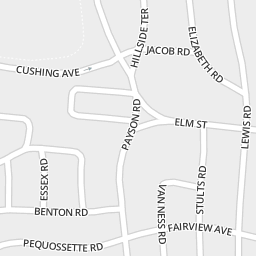 HILLSIDE TER
JACOB RD
ELIZABETH RD
CUSHING AVE
PAYSON RD
ELM ST
LEWIS RD
ESSEX RD
VAN NESS RD
STULTS RD
BENTON RD
FAIRVIEW AVE
PEQUOSSETTE RD